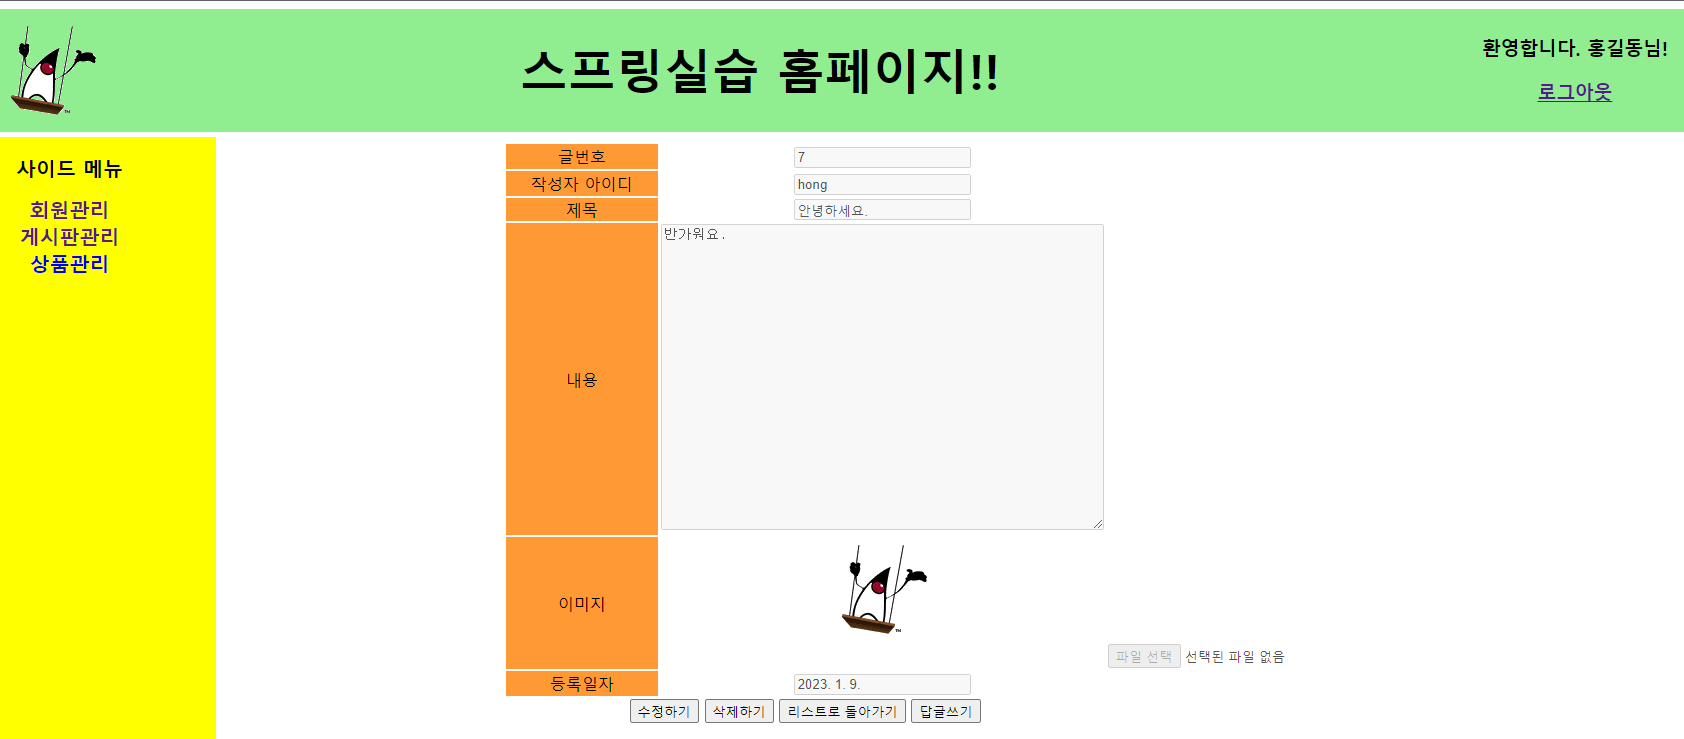 스프링실습 홈페이지!!
환영합니다. 홍길동님!
로그아웃
사이드 메뉴
회원관리
게시판관리
상품관리
글번호 7
작성자 아이디 hong
제목 안녕하세요.
내용 반가워요.
이미지
파일 선택 선택된 파일 없음
등록일자 2023. 1. 9.
수정하기 삭제하기 리스트로 돌아가기 답글쓰기